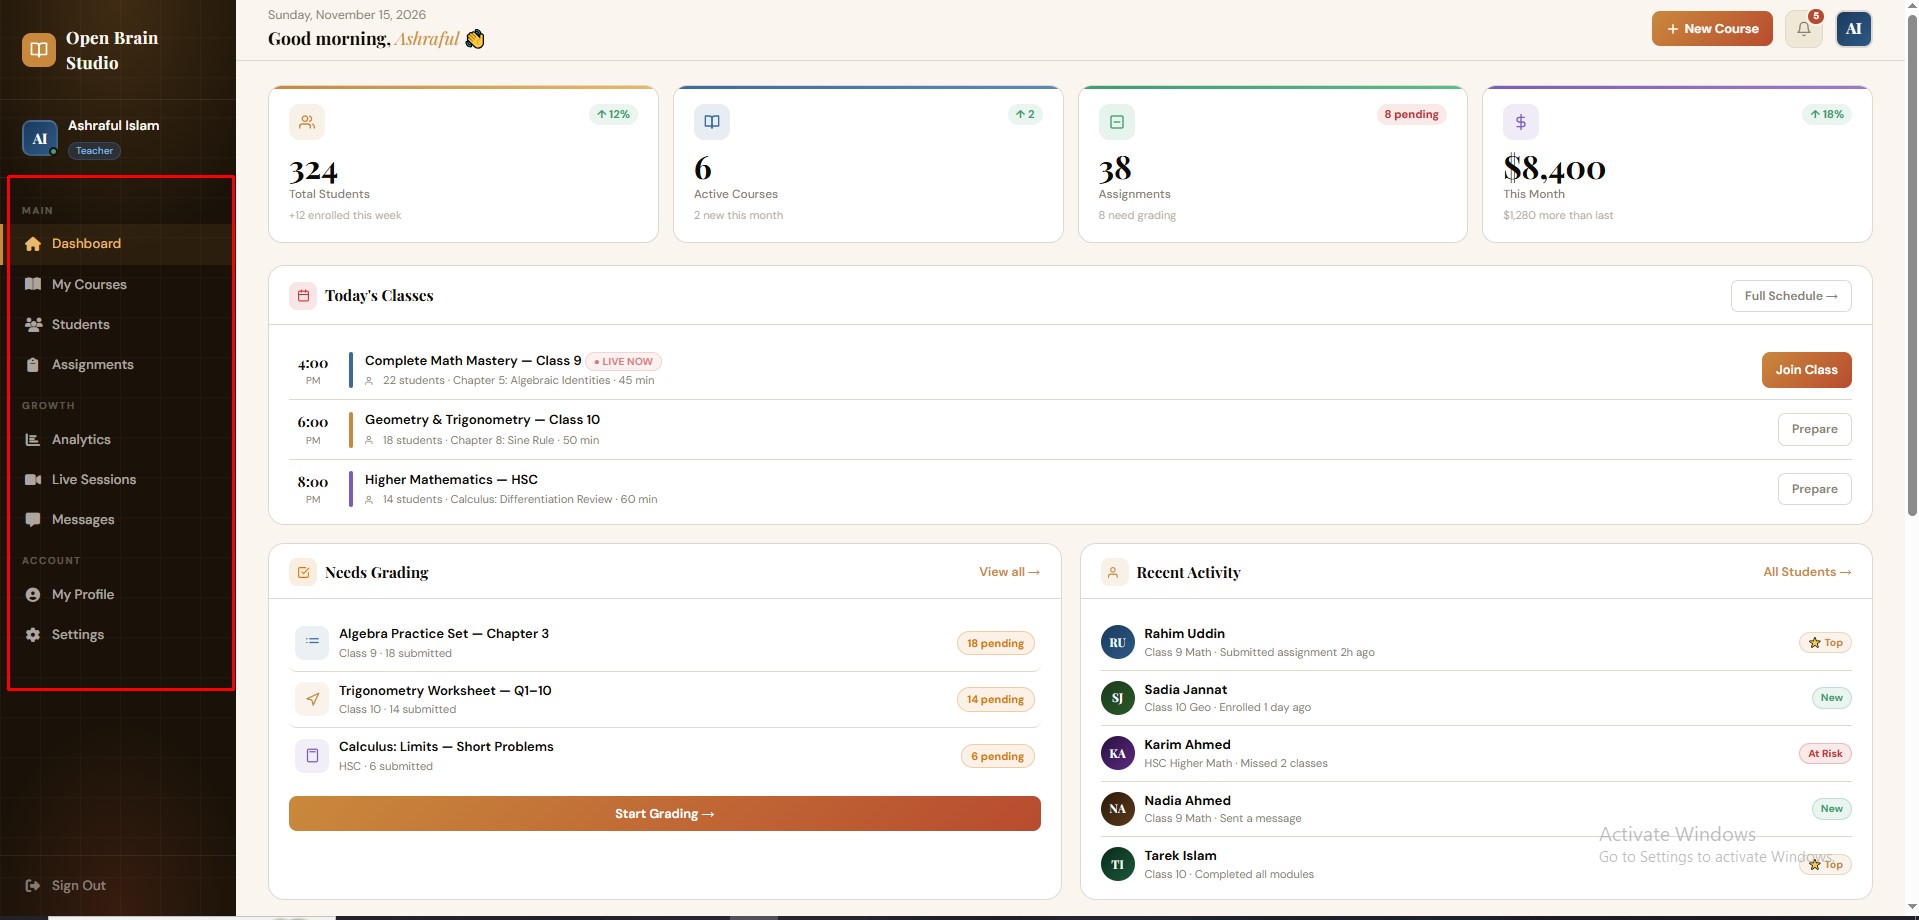 Open Brain
Studio
AI
Ashraful Islam
Teacher
MAIN
Dashboard
My Courses
Students
Assignments
GROWTH
Analytics
Live Sessions
Messages
ACCOUNT
My Profile
Settings
Sign Out
Sunday, November 15, 2026
Good morning, Ashraful 👋
+ New Course
5
AI
↑ 12%
324
Total Students
+12 enrolled this week
↑ 2
6
Active Courses
2 new this month
8 pending
38
Assignments
8 need grading
$
↑ 18%
$8,400
This Month
$1,280 more than last
Today's Classes
Full Schedule →
4:00
PM
Complete Math Mastery — Class 9 • LIVE NOW
22 students · Chapter 5: Algebraic Identities · 45 min
Join Class
6:00
PM
Geometry & Trigonometry — Class 10
18 students · Chapter 8: Sine Rule · 50 min
Prepare
8:00
PM
Higher Mathematics — HSC
14 students · Calculus: Differentiation Review · 60 min
Prepare
Needs Grading
View all →
Algebra Practice Set — Chapter 3
Class 9 · 18 submitted
18 pending
Trigonometry Worksheet — Q1–10
Class 10 · 14 submitted
14 pending
Calculus: Limits — Short Problems
HSC · 6 submitted
6 pending
Start Grading →
Recent Activity
All Students →
RU
Rahim Uddin
Class 9 Math · Submitted assignment 2h ago
⭐ Top
SJ
Sadia Jannat
Class 10 Geo · Enrolled 1 day ago
New
KA
Karim Ahmed
HSC Higher Math · Missed 2 classes
At Risk
NA
Nadia Ahmed
Class 9 Math · Sent a message
New
TI
Tarek Islam
Class 10 · Completed all modules
⭐ Top
Activate Windows
Go to Settings to activate Windows.